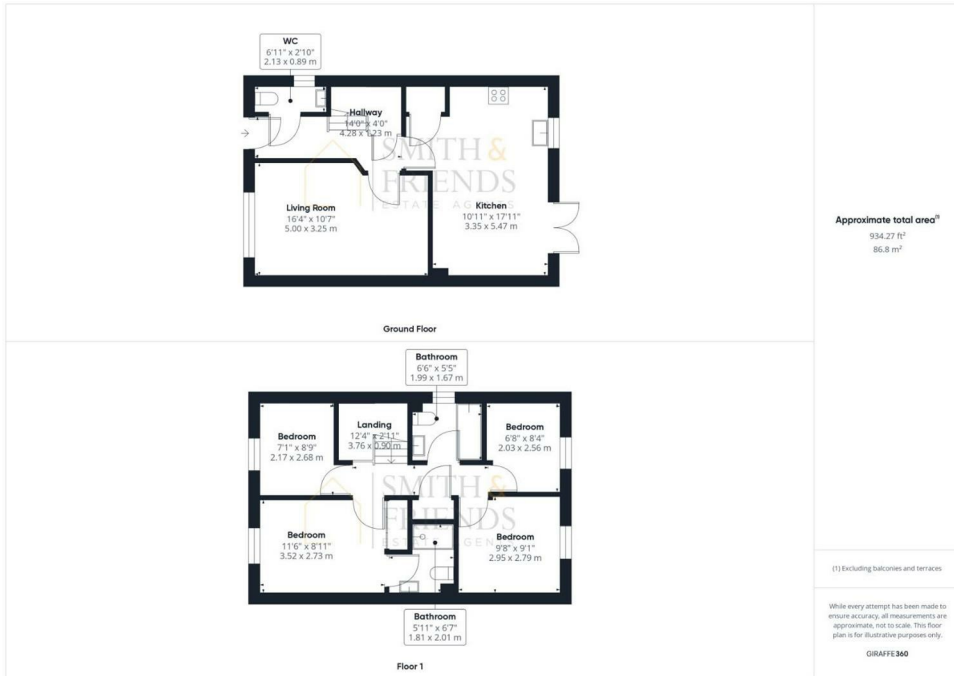 WC
6'11" x 2'10"
2.13 x 0.89 m
Hallway
14'0" x 4'0"
4.28 x 1.23 m
SMITH &
FRIENDS
ESTATE AGENTS
Living Room
16'4" x 10'7"
5.00 x 3.25 m
Kitchen
10'11" x 17'11"
3.35 x 5.47 m
Ground Floor
Approximate total area(1)
934.27 ft²
86.8 m²
Bathroom
6'6" x 5'5"
1.99 x 1.67 m
Bedroom
7'1" x 8'9"
2.17 x 2.68 m
Landing
12'4" x 2'11"
3.76 x 0.90 m
Bedroom
6'8" x 8'4"
2.03 x 2.56 m
SMITH &
FRIENDS
ESTATE AGEN
Bedroom
11'6" x 8'11"
3.52 x 2.73 m
Bedroom
9'8" x 9'1"
2.95 x 2.79 m
Bathroom
5'11" x 6'7"
1.81 x 2.01 m
Floor 1
(1) Excluding balconies and terraces
While every attempt has been made to
ensure accuracy, all measurements are
approximate, not to scale. This floor
plan is for illustrative purposes only.
GIRAFFE360